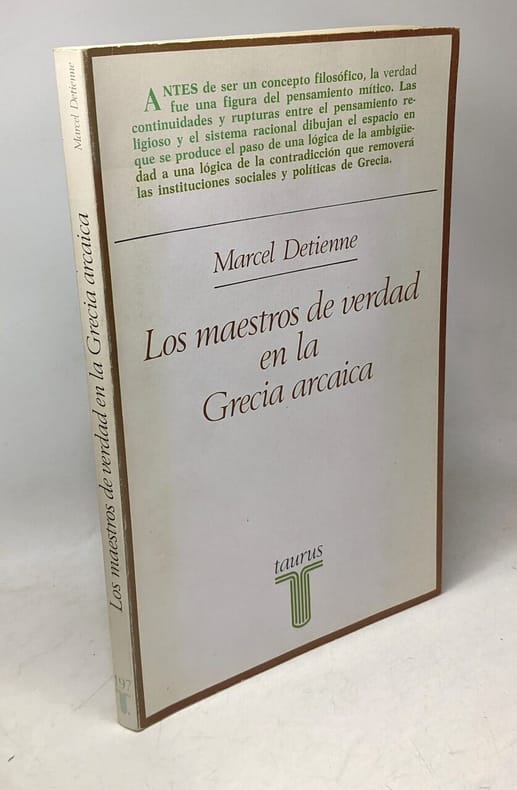 ANTES de ser un concepto filosófico, la verdad
fue una figura del pensamiento mítico. Las
continuidades y rupturas entre el pensamiento re-
ligioso y el sistema racional dibujan el espacio en
que se produce el paso de una lógica de la ambigüe-
dad a una lógica de la contradicción que removerá
las instituciones sociales y políticas de Grecia.
Marcel Detienne
Los maestros de verdad
en la
Grecia arcaica
taurus
Marcel Detienne
Los maestros de verdad en la Grecia arcaica
197
T